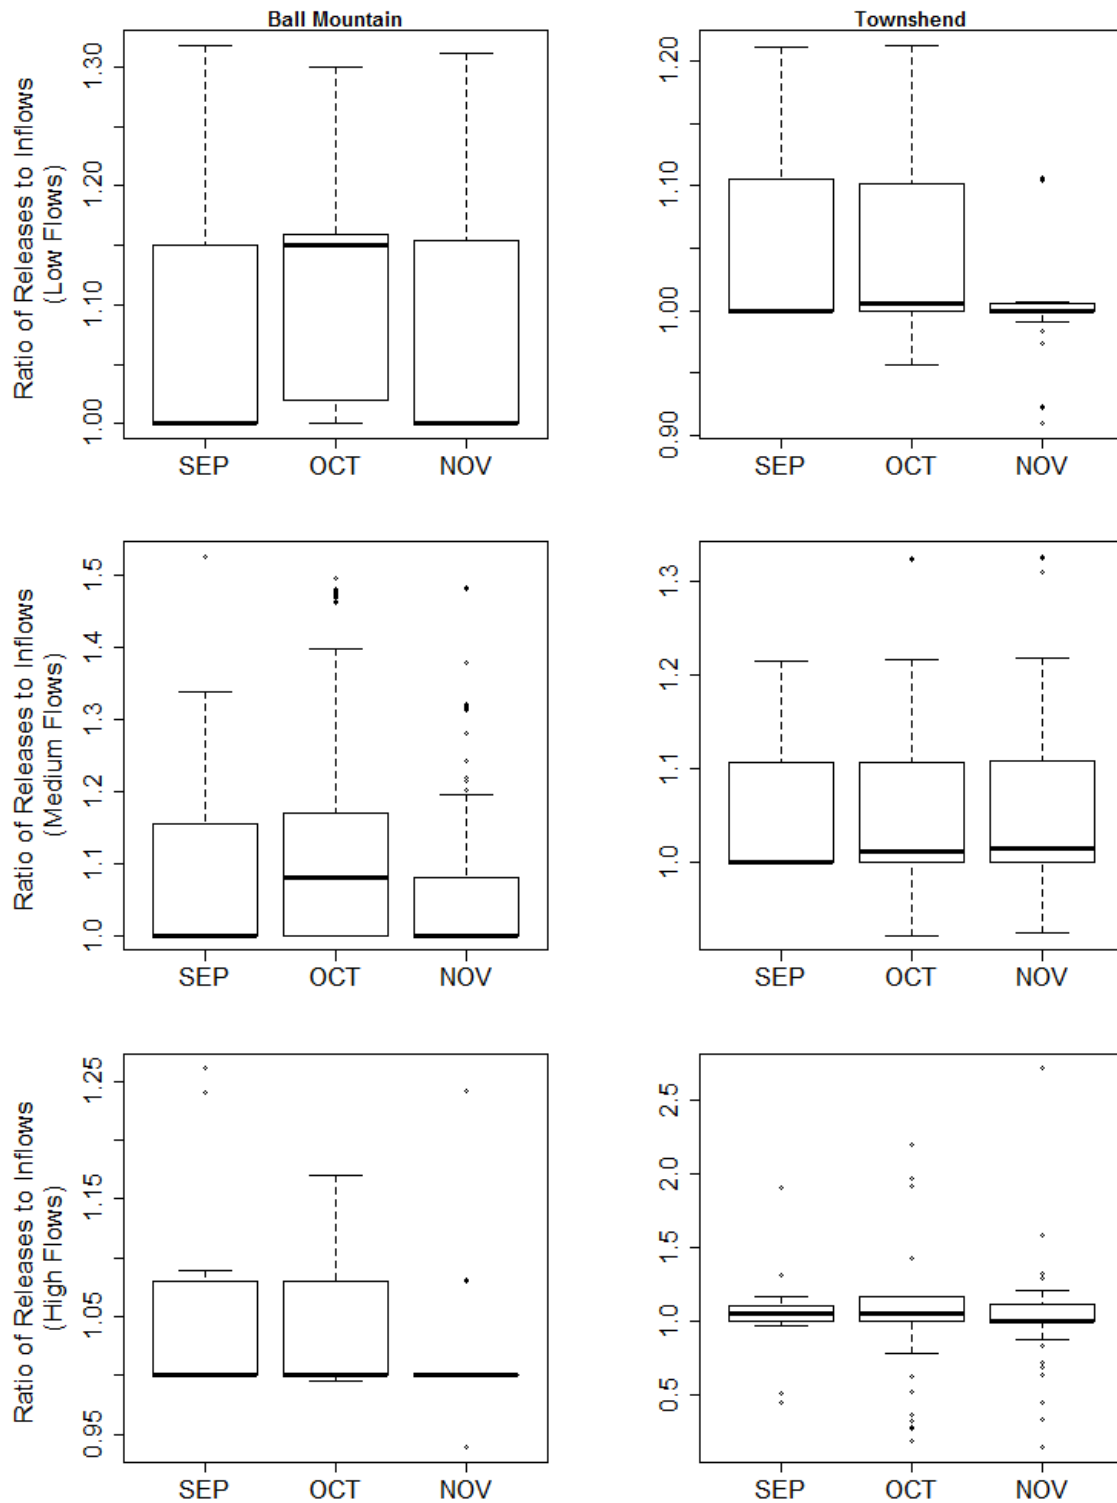 Ball Mountain
Townshend
Ratio of Releases to Inflows
(Low Flows)
1.30
1.20
1.10
1.00
SEP OCT NOV
1.20
1.10
1.00
0.90
SEP OCT NOV
Ratio of Releases to Inflows
(Medium Flows)
1.5
1.4
1.3
1.2
1.1
1.0
SEP OCT NOV
1.3
1.2
1.1
1.0
SEP OCT NOV
Ratio of Releases to Inflows
(High Flows)
1.25
1.15
1.05
0.95
SEP OCT NOV
2.5
2.0
1.5
1.0
0.5
SEP OCT NOV